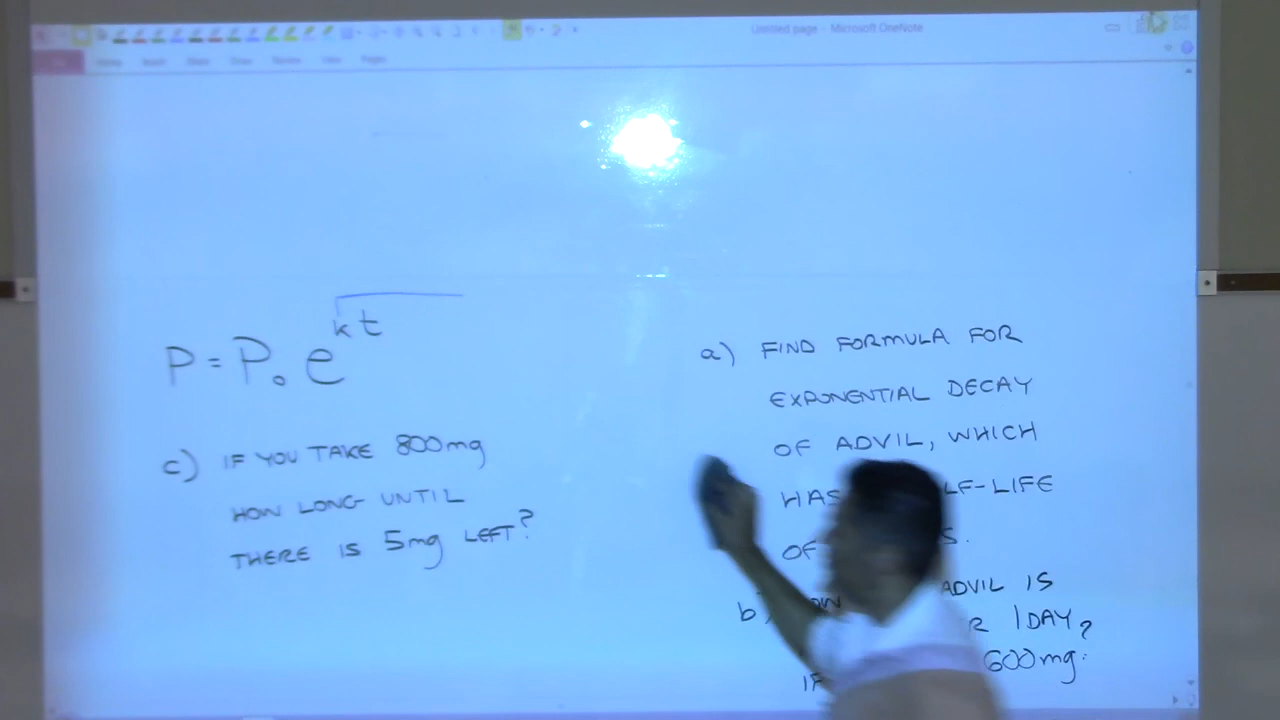 Untitled page - Microsoft OneNote
P = P₀ e^{kt}
c) IF YOU TAKE 800mg
HOW LONG UNTIL
THERE IS 5mg LEFT?
a) FIND FORMULA FOR
EXPONENTIAL DECAY
OF ADVIL, WHICH
HAS LF-LIFE
OF S.
b) OW ADVIL IS
R 1 DAY?
IF 600mg.